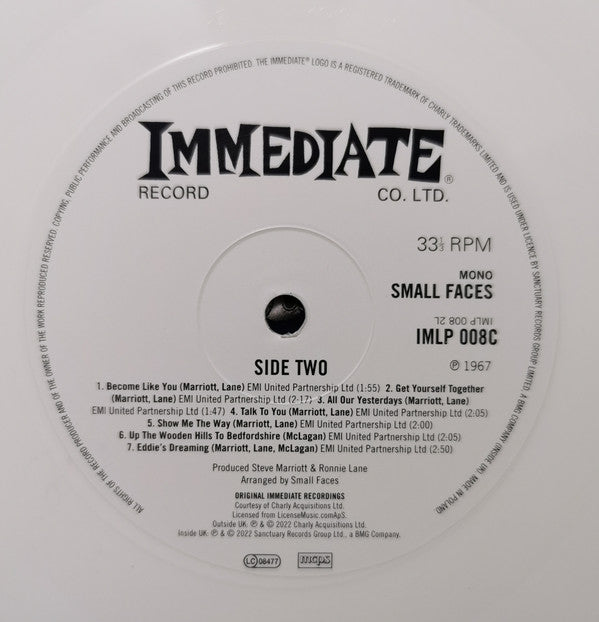 ALL RIGHTS OF THE RECORD PRODUCER AND OF THE OWNER OF THE WORK REPRODUCED RESERVED. COPYING, PUBLIC PERFORMANCE AND BROADCASTING OF THIS RECORD PROHIBITED. THE IMMEDIATE® LOGO IS A REGISTERED TRADEMARK OF CHARLY TRADEMARKS LIMITED AND IS USED UNDER LICENCE BY SANCTUARY RECORDS GROUP LIMITED, A BMG COMPANY (INSIDE UK). MADE IN POLAND
IMMEDIATE®
RECORD CO. LTD.
33⅓ RPM
MONO
SMALL FACES
IMLP 008 2L
IMLP 008C
℗ 1967
SIDE TWO
1. Become Like You (Marriott, Lane) EMI United Partnership Ltd (1:55) 2. Get Yourself Together
(Marriott, Lane) EMI United Partnership Ltd (2:17) 3. All Our Yesterdays (Marriott, Lane)
EMI United Partnership Ltd (1:47) 4. Talk To You (Marriott, Lane) EMI United Partnership Ltd (2:05)
5. Show Me The Way (Marriott, Lane) EMI United Partnership Ltd (2:00)
6. Up The Wooden Hills To Bedfordshire (McLagan) EMI United Partnership Ltd (2:05)
7. Eddie's Dreaming (Marriott, Lane, McLagan) EMI United Partnership Ltd (2:50)
Produced Steve Marriott & Ronnie Lane
Arranged by Small Faces
ORIGINAL IMMEDIATE RECORDINGS
Courtesy of Charly Acquisitions Ltd.
Licensed from LicenseMusic.comApS.
Outside UK: ℗ & © 2022 Charly Acquisitions Ltd.
Inside UK: ℗ & © 2022 Sanctuary Records Group Ltd., a BMG Company.
LC 08477 mcps